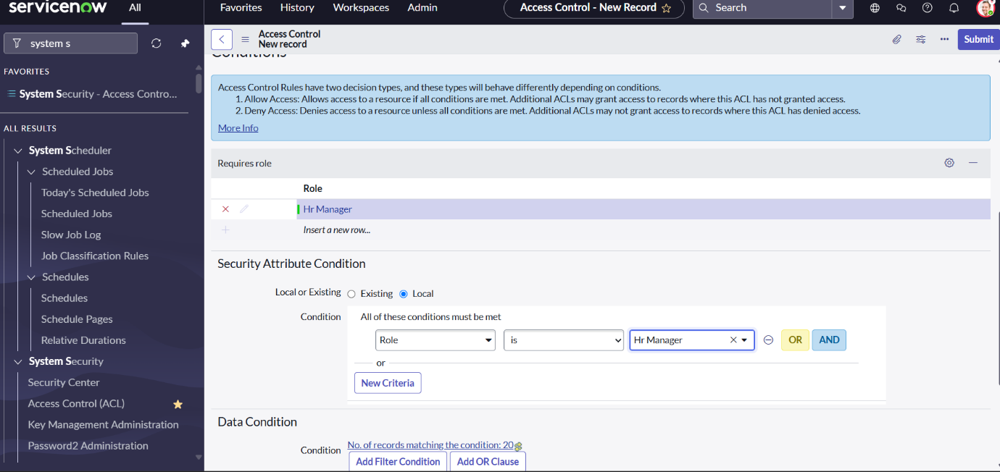 servicenow All Favorites History Workspaces Admin Access Control - New Record Search
system s
Access Control
New record
Submit
FAVORITES
System Security - Access Contro...
ALL RESULTS
System Scheduler
Scheduled Jobs
Today's Scheduled Jobs
Scheduled Jobs
Slow Job Log
Job Classification Rules
Schedules
Schedules
Schedule Pages
Relative Durations
System Security
Security Center
Access Control (ACL)
Key Management Administration
Password2 Administration
Conditions
Access Control Rules have two decision types, and these types will behave differently depending on conditions.
1. Allow Access: Allows access to a resource if all conditions are met. Additional ACLs may grant access to records where this ACL has not granted access.
2. Deny Access: Denies access to a resource unless all conditions are met. Additional ACLs may not grant access to records where this ACL has denied access.
More Info
Requires role
Role
Hr Manager
Insert a new row...
Security Attribute Condition
Local or Existing Existing Local
Condition All of these conditions must be met
Role is Hr Manager OR AND
or
New Criteria
Data Condition
Condition No. of records matching the condition: 20
Add Filter Condition Add OR Clause